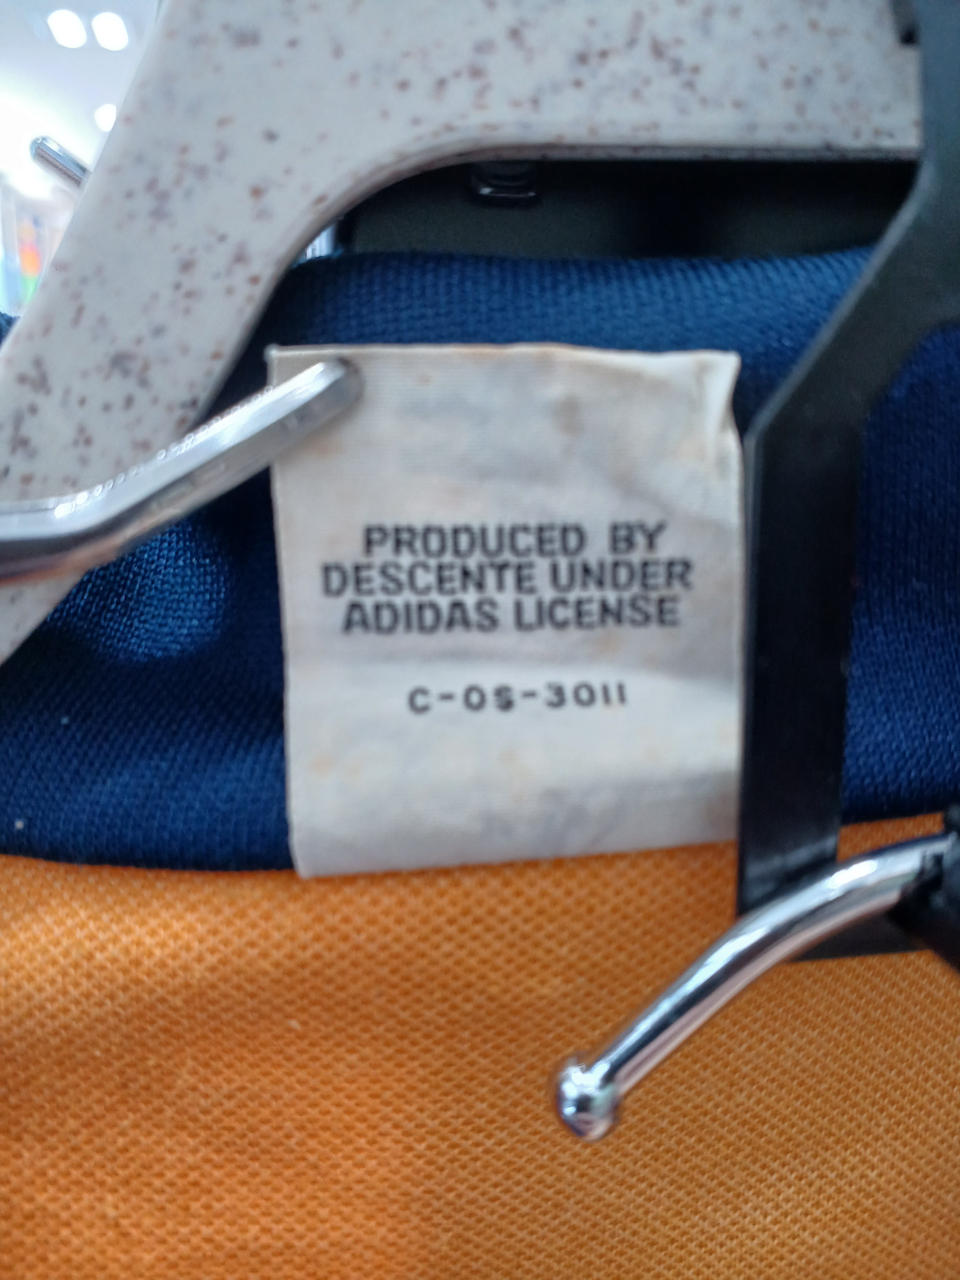 PRODUCED BY
DESCENTE UNDER
ADIDAS LICENSE
C-OS-3011